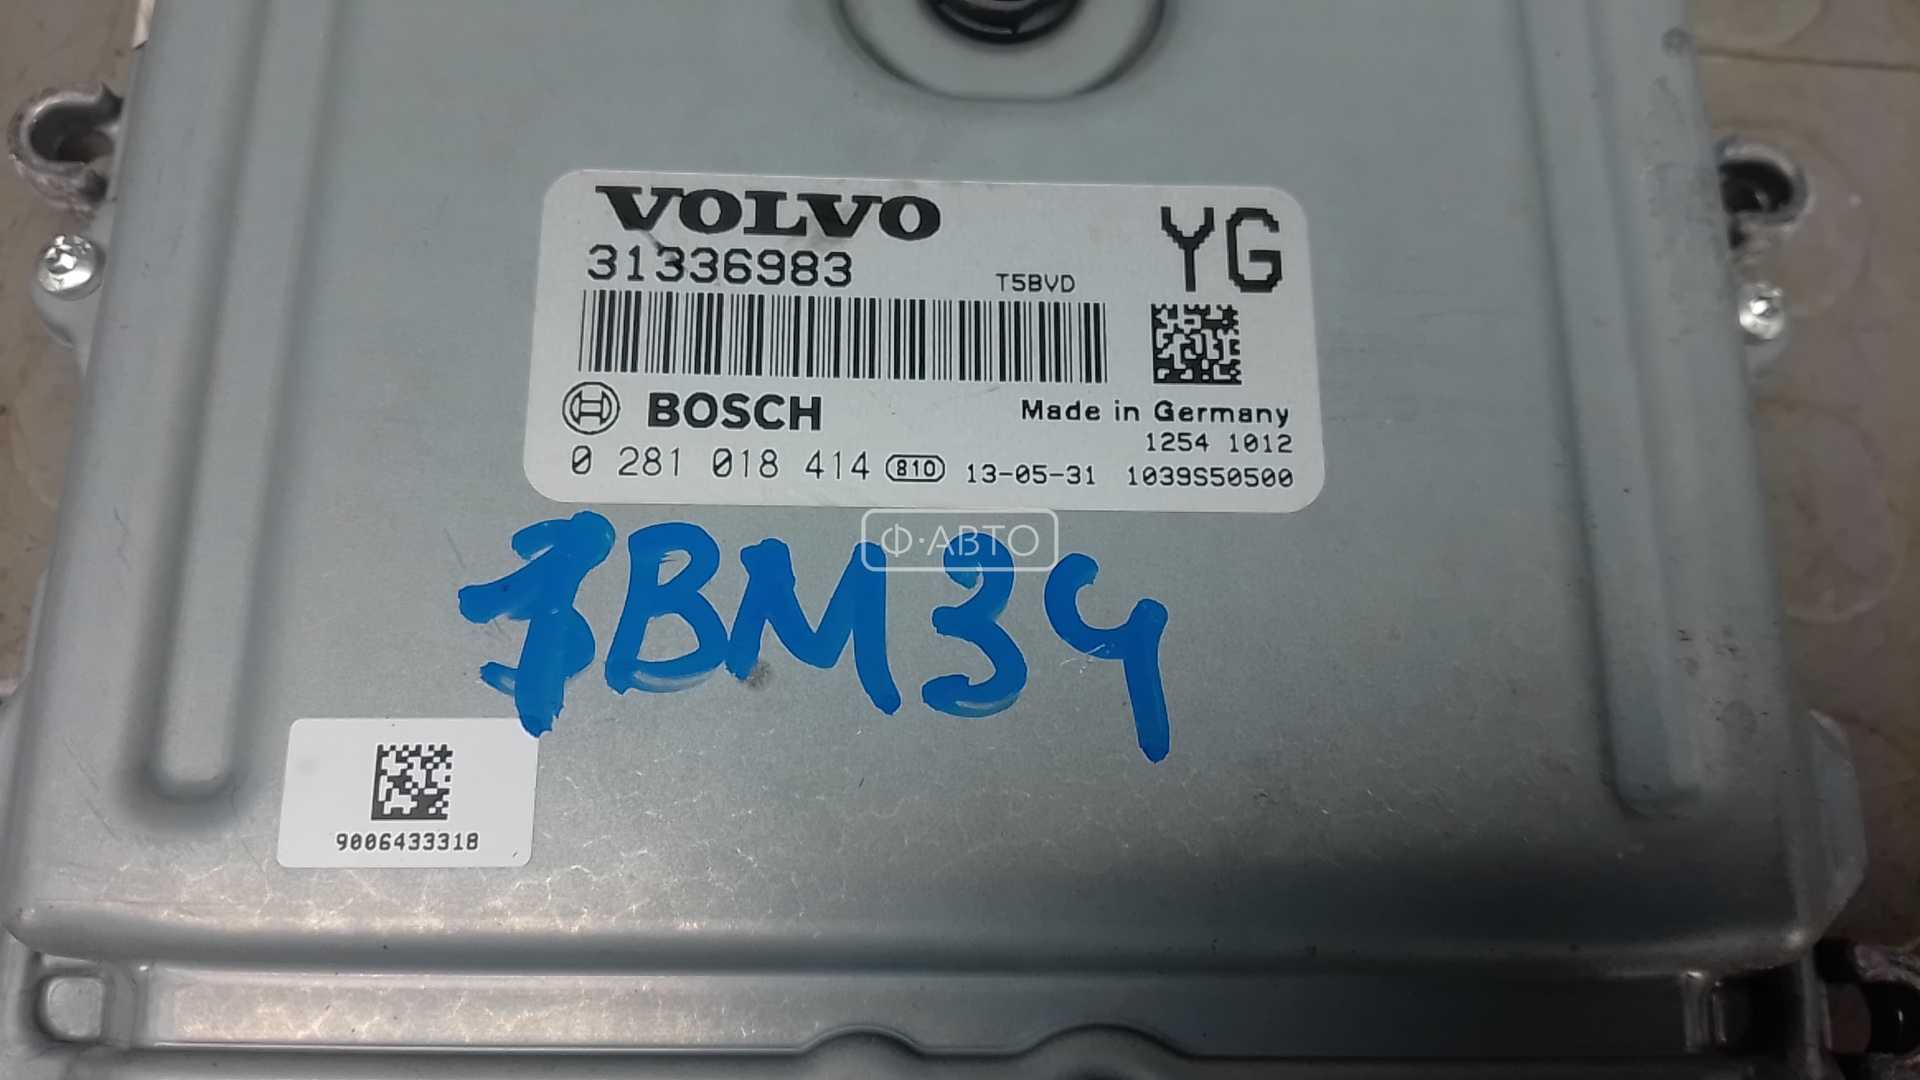 VOLVO
YG
31336983
T5BVD
BOSCH
Made in Germany
1254 1012
0 281 018 414 810 13-05-31 1039S50500
Ф·АВТО
7BM34
9006433318